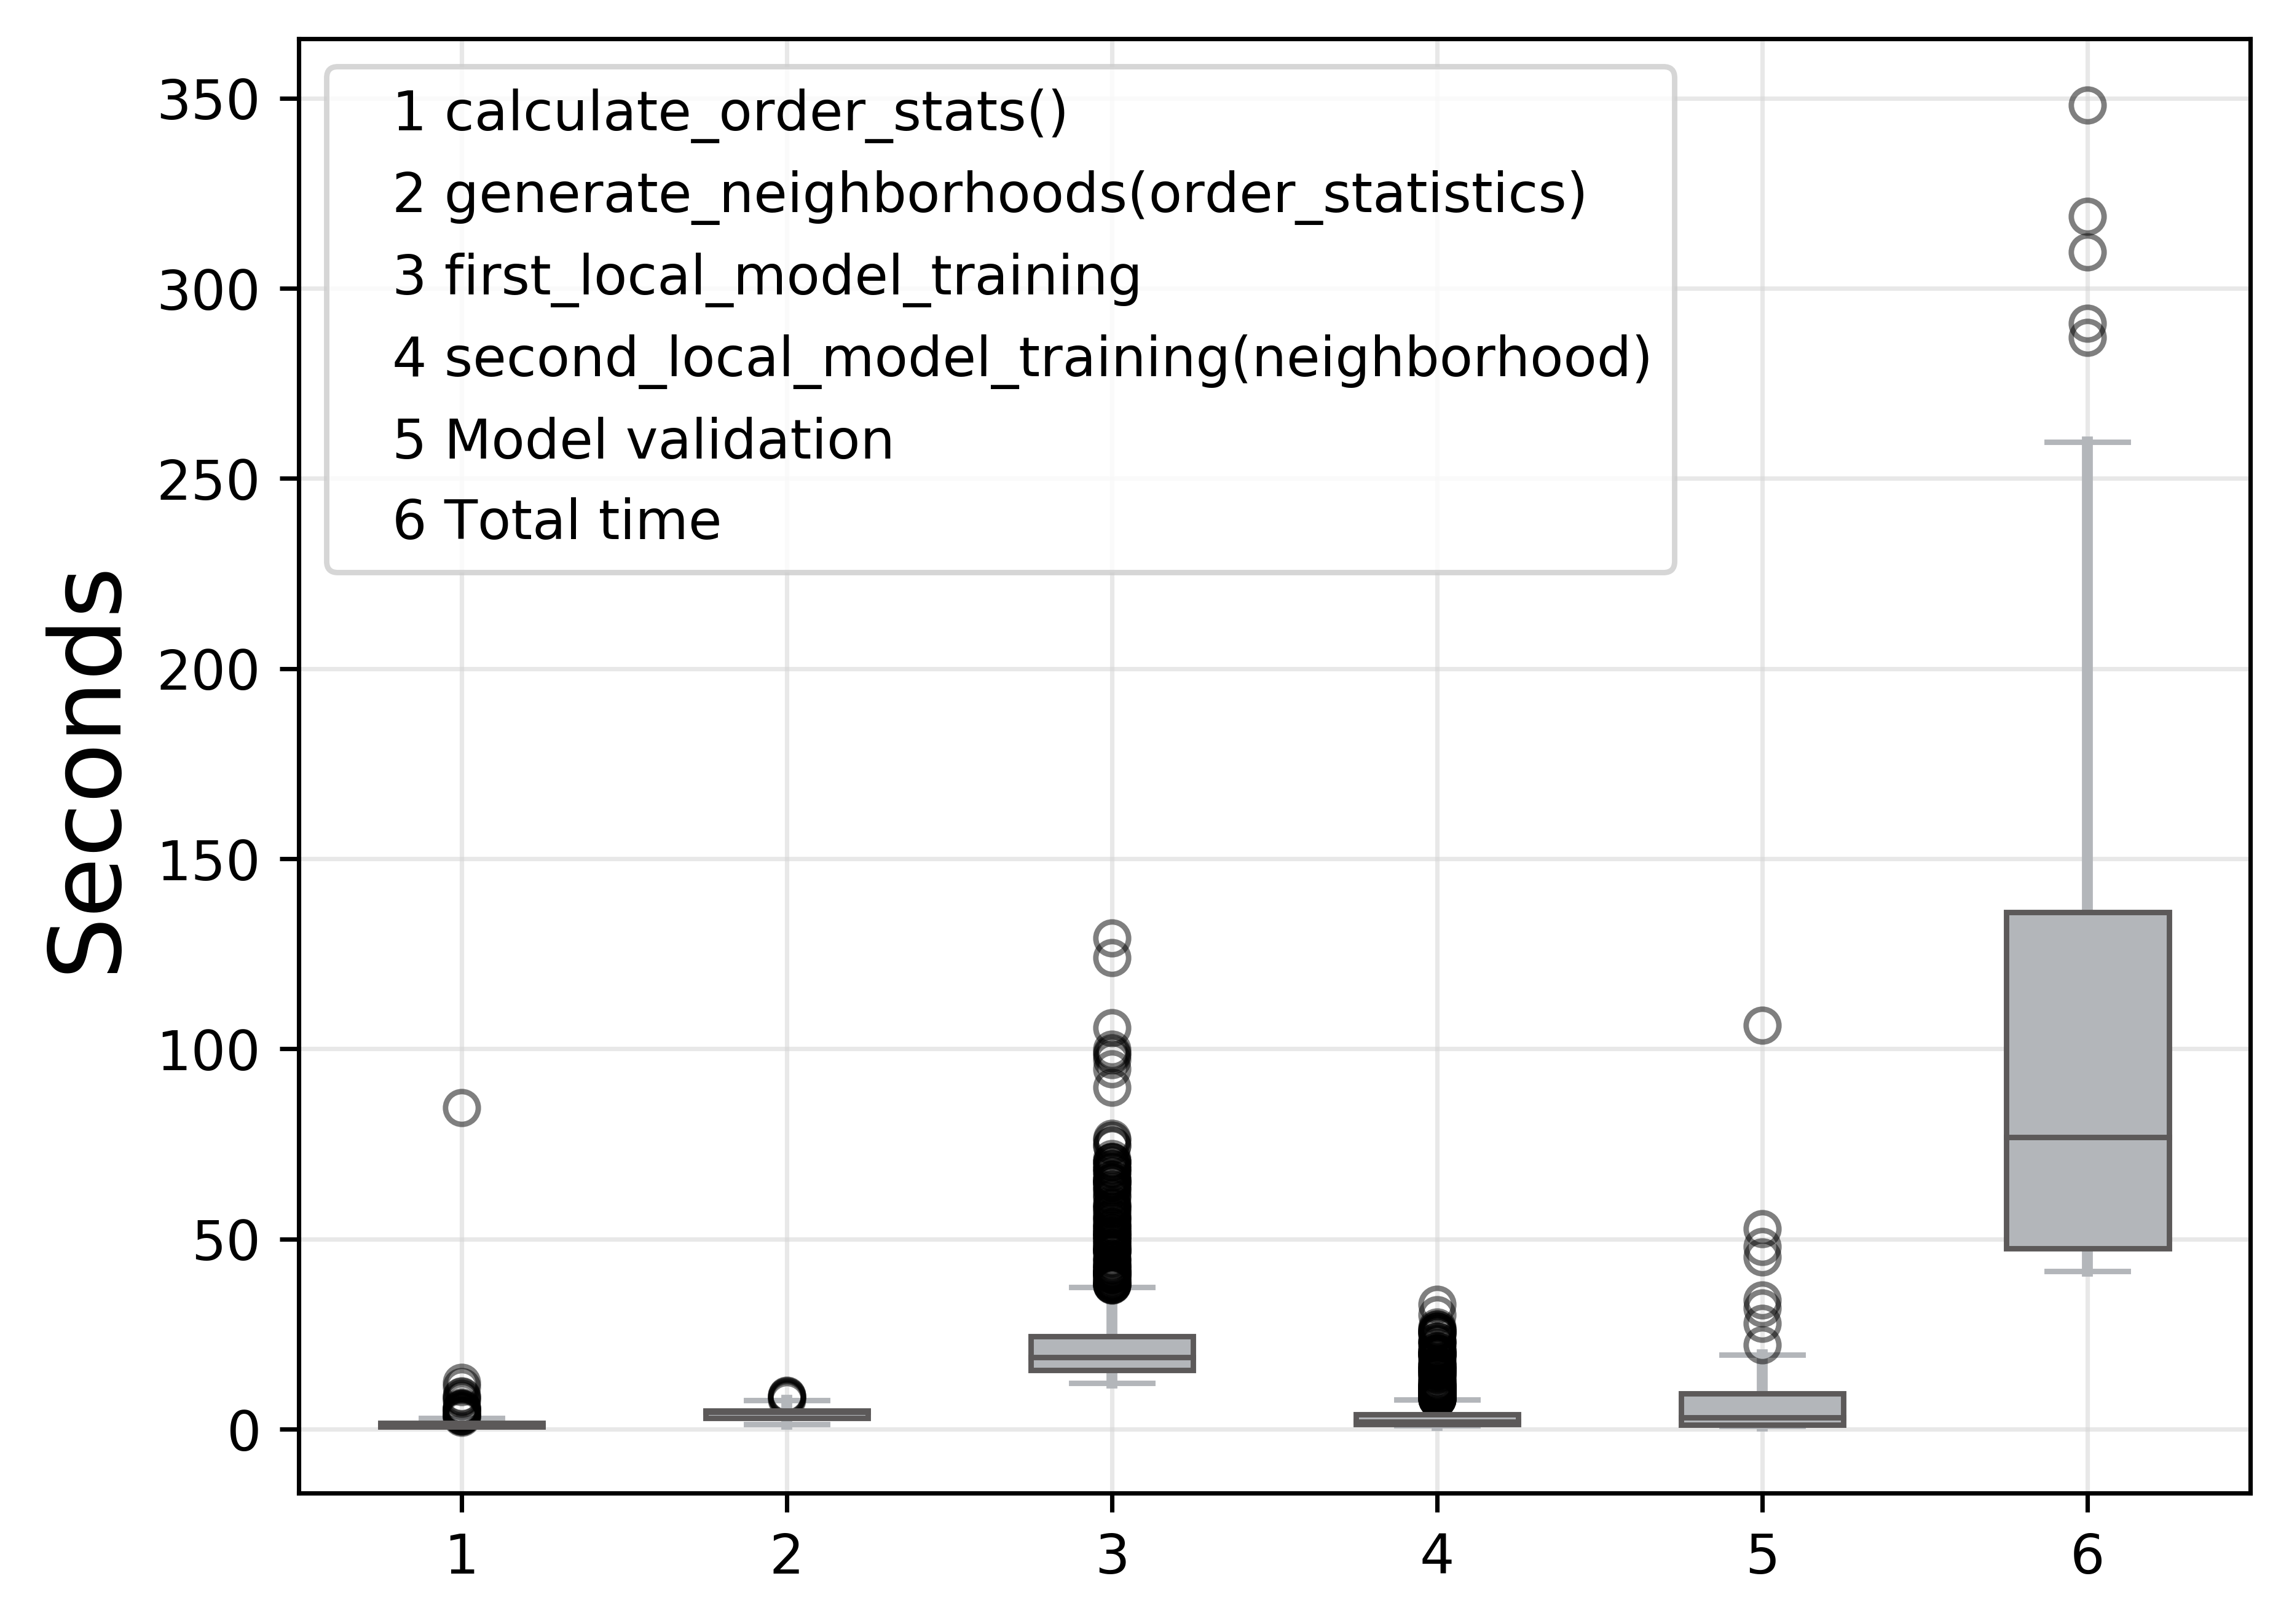 350
300
250
200
150
100
50
0
Seconds
1 calculate_order_stats()
2 generate_neighborhoods(order_statistics)
3 first_local_model_training
4 second_local_model_training(neighborhood)
5 Model validation
6 Total time
1 2 3 4 5 6